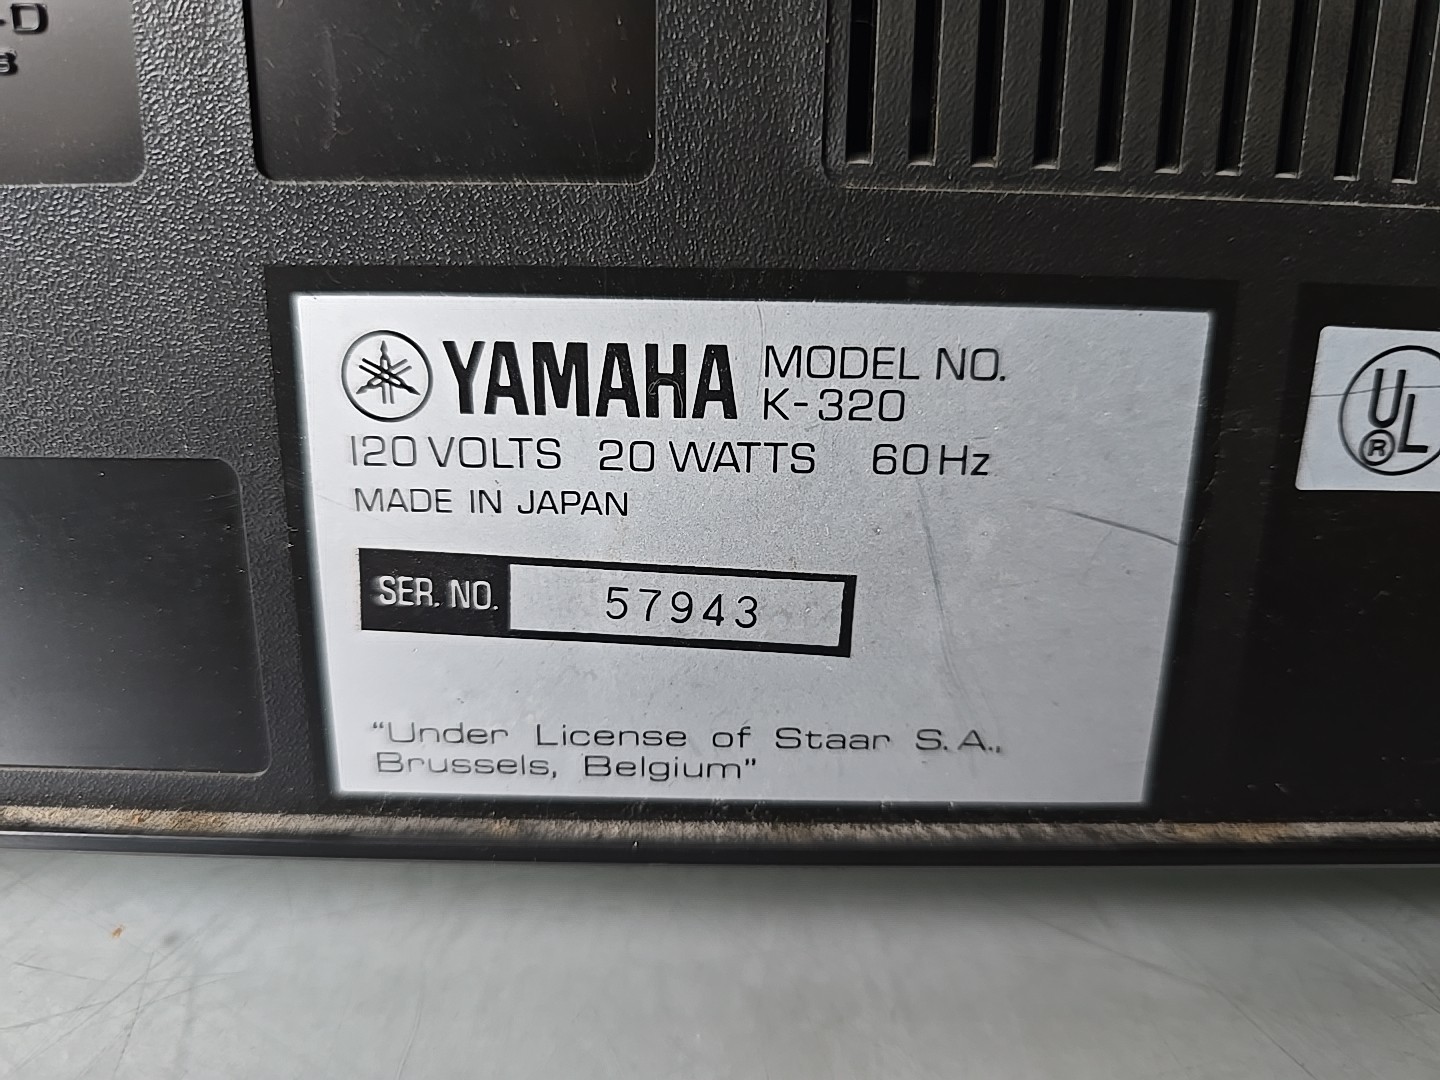 -D
YAMAHA MODEL NO.
K-320
120 VOLTS 20 WATTS 60Hz
MADE IN JAPAN
SER. NO. 57943
"Under License of Staar S.A.,
Brussels, Belgium"
UL
®